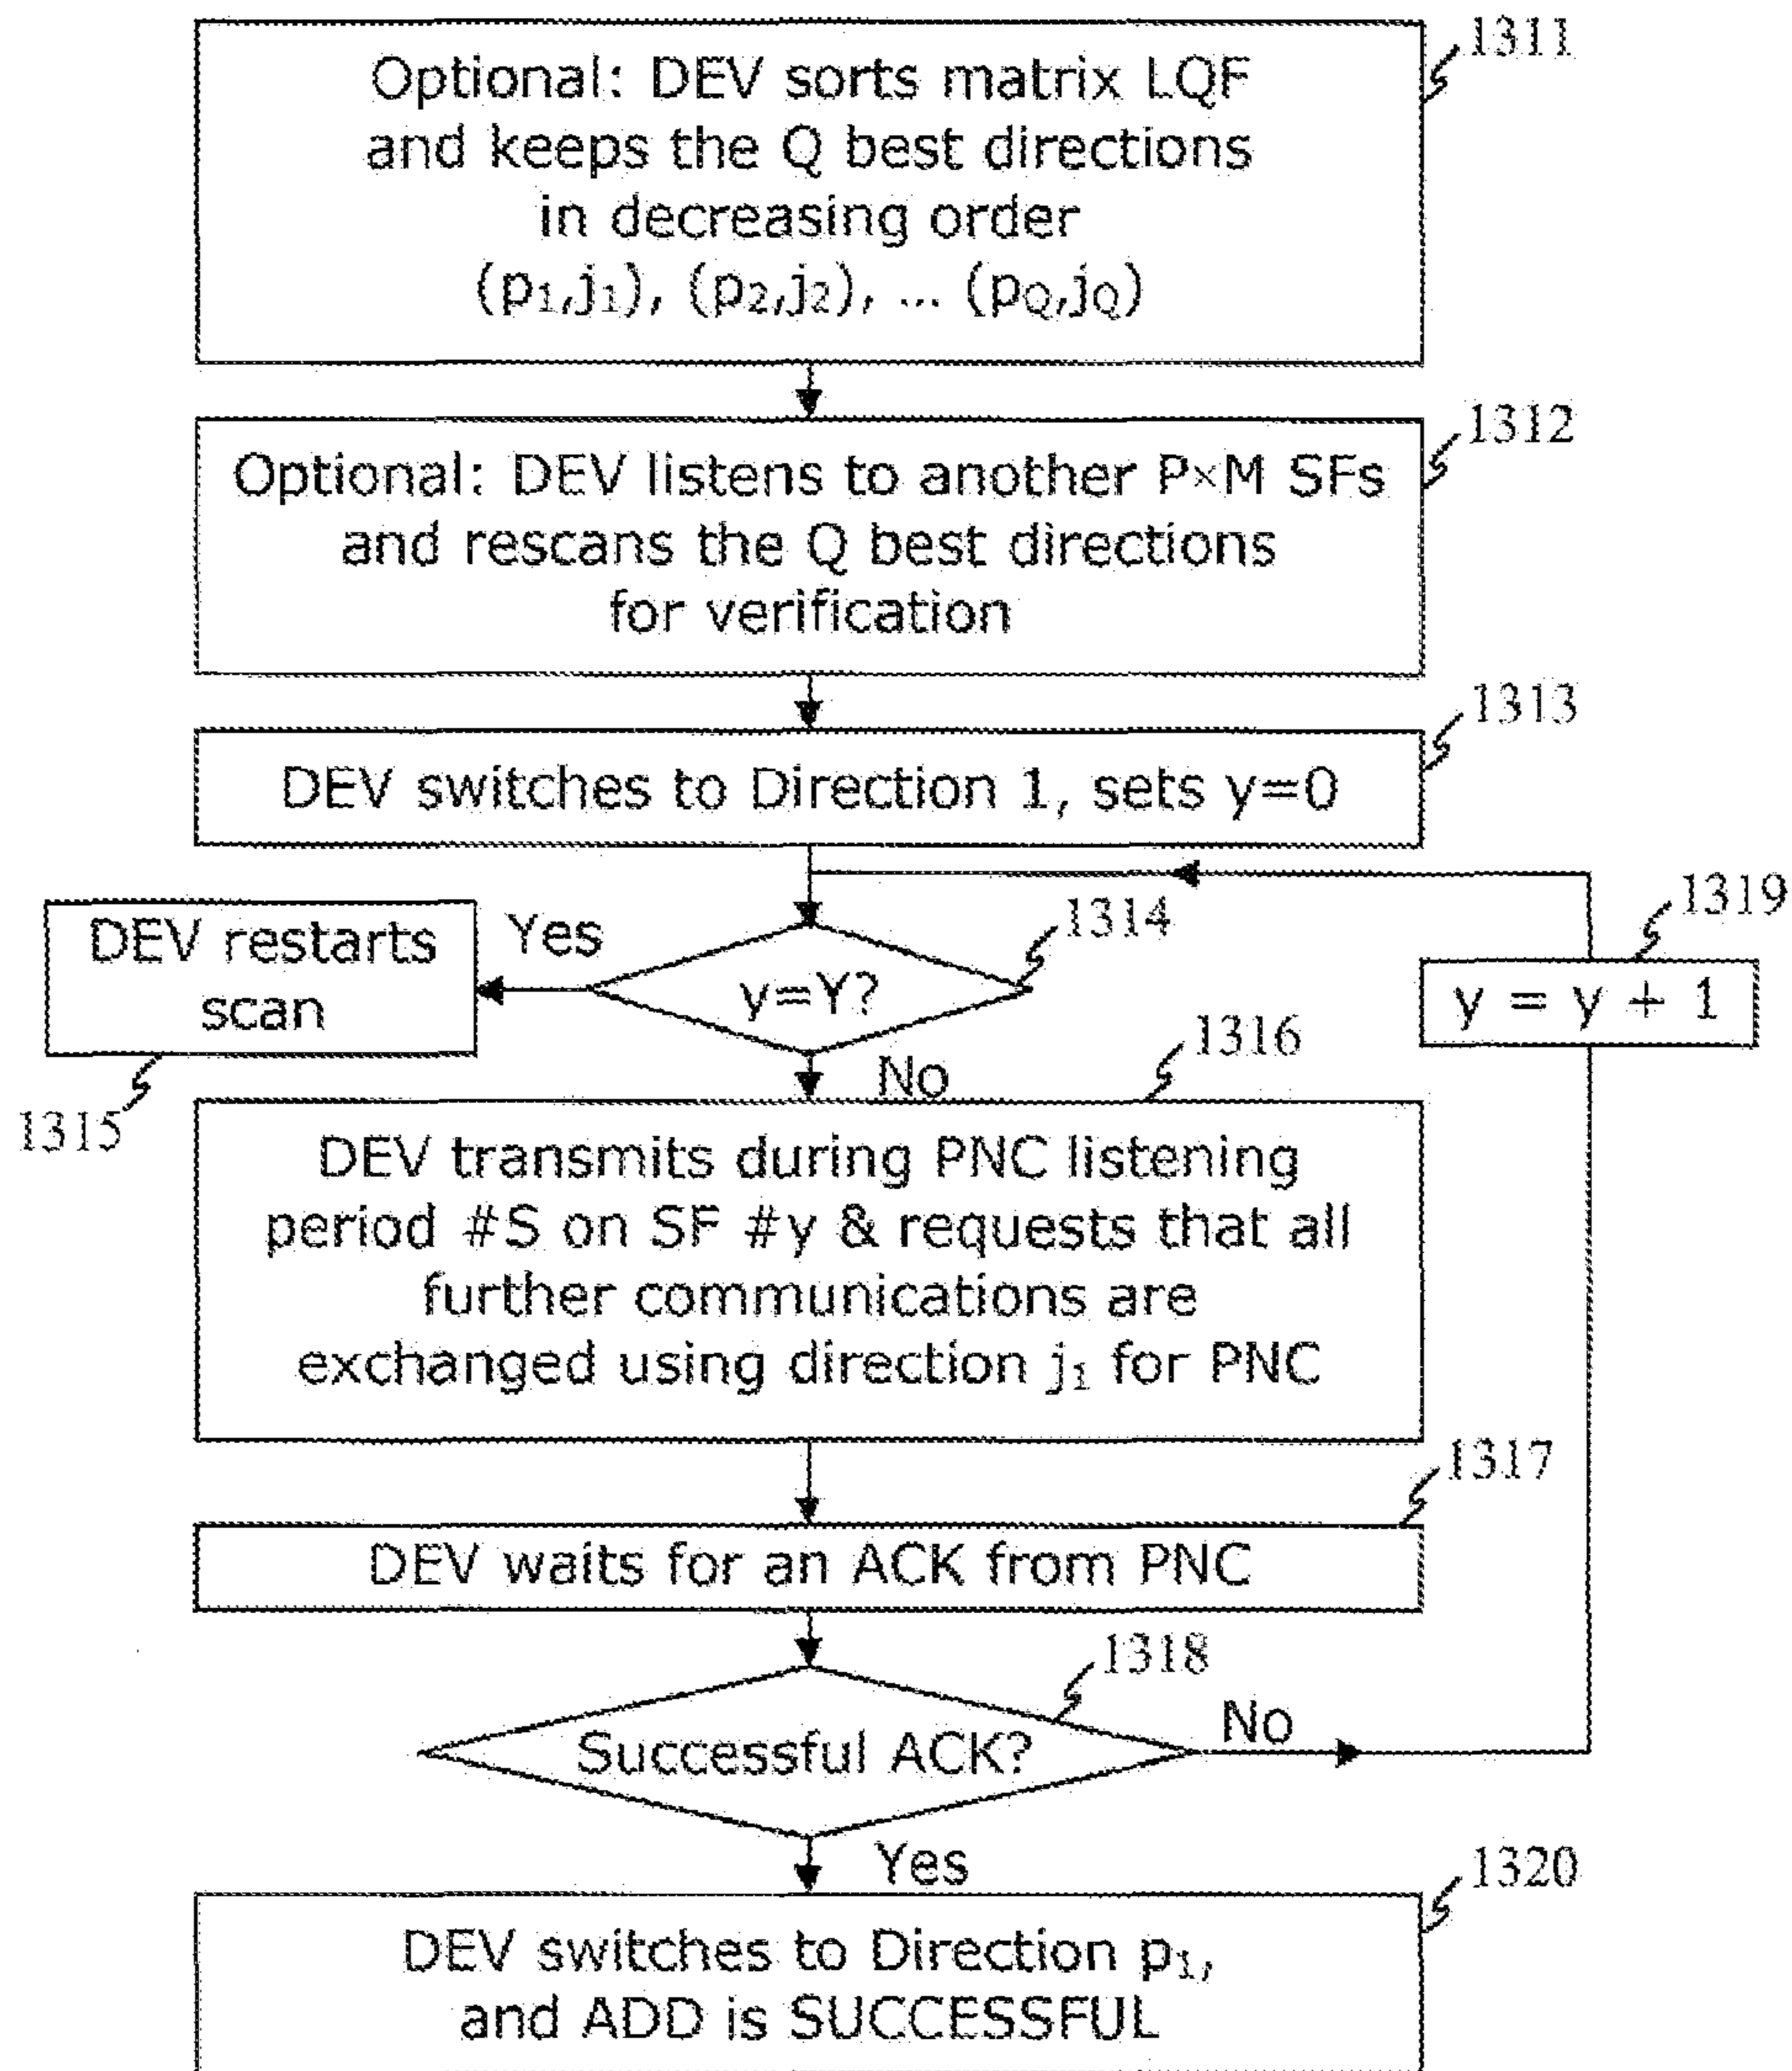 1311
Optional: DEV sorts matrix LQF
and keeps the Q best directions
in decreasing order
(p₁,j₁), (p₂,j₂), ... (p_Q,j_Q)
1312
Optional: DEV listens to another P×M SFs
and rescans the Q best directions
for verification
1313
DEV switches to Direction 1, sets y=0
1314
y=Y?
Yes
DEV restarts
scan
1315
1319
y = y + 1
No
1316
DEV transmits during PNC listening
period #S on SF #y & requests that all
further communications are
exchanged using direction j₁ for PNC
1317
DEV waits for an ACK from PNC
1318
Successful ACK?
No
Yes
1320
DEV switches to Direction p₁,
and ADD is SUCCESSFUL